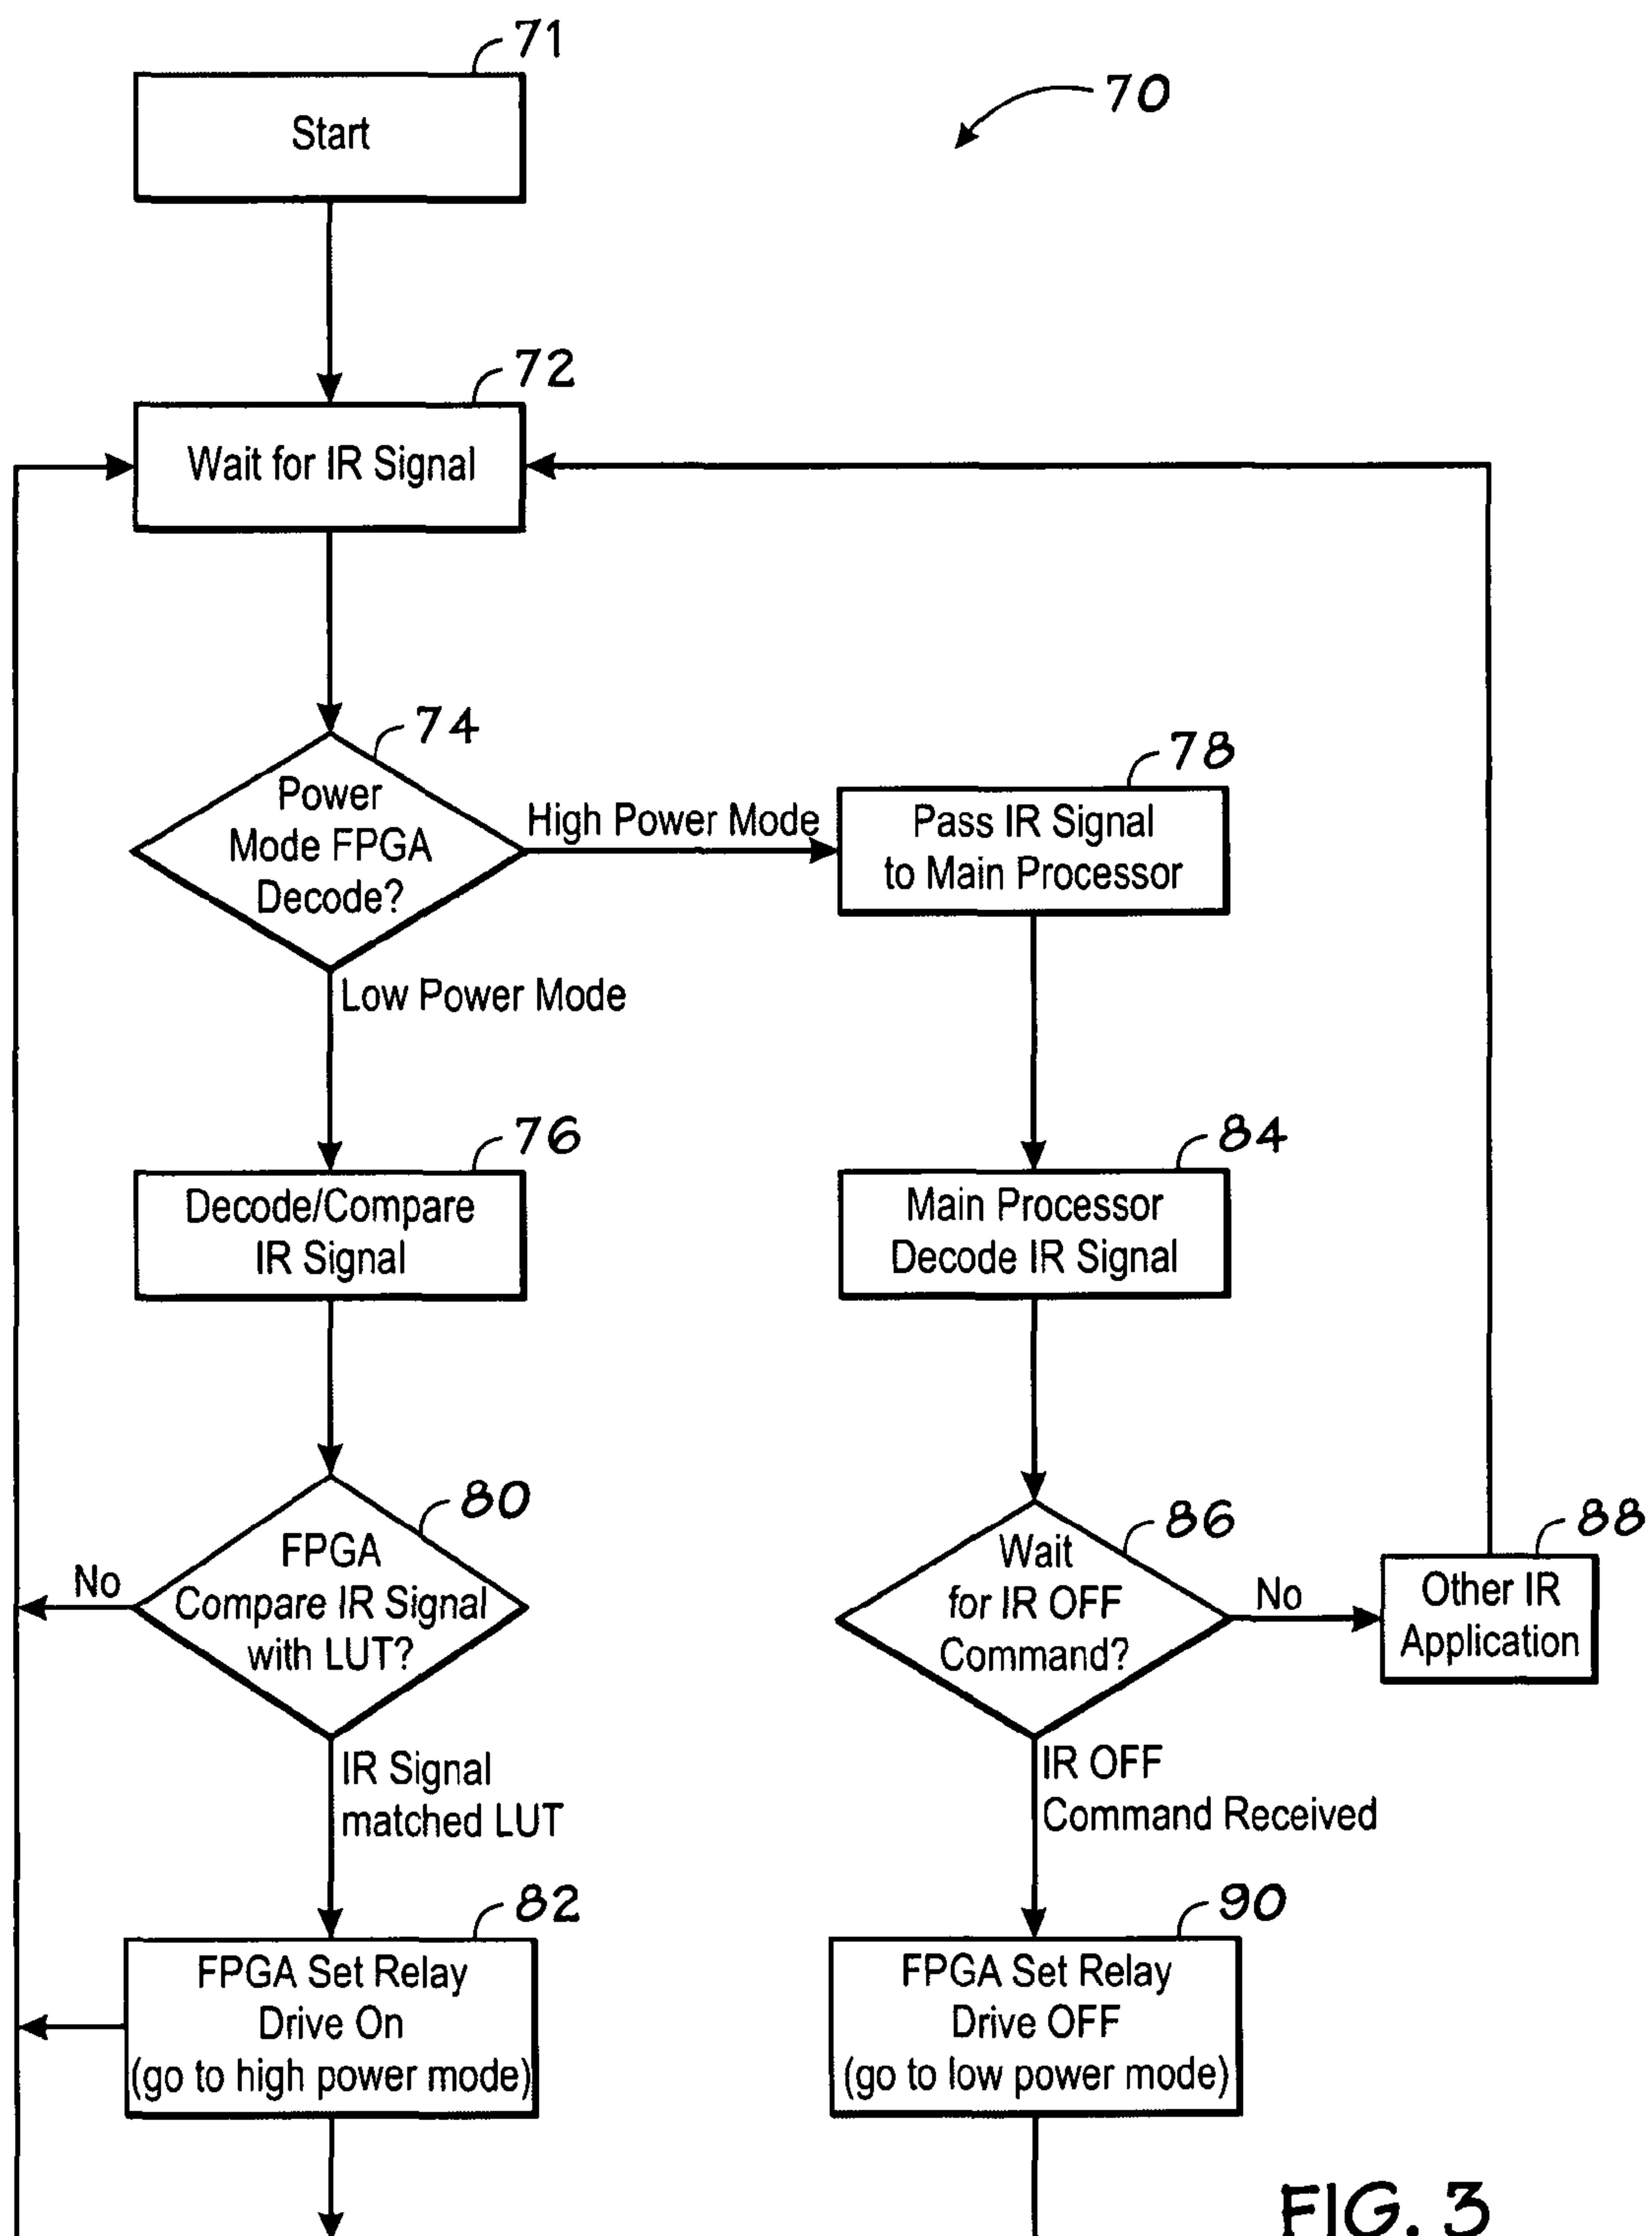 71
Start
70
72
Wait for IR Signal
74
Power
Mode FPGA
Decode?
High Power Mode
78
Pass IR Signal
to Main Processor
Low Power Mode
76
Decode/Compare
IR Signal
84
Main Processor
Decode IR Signal
80
FPGA
Compare IR Signal
with LUT?
No
86
Wait
for IR OFF
Command?
No
88
Other IR
Application
IR Signal
matched LUT
IR OFF
Command Received
82
FPGA Set Relay
Drive On
(go to high power mode)
90
FPGA Set Relay
Drive OFF
(go to low power mode)
FIG. 3